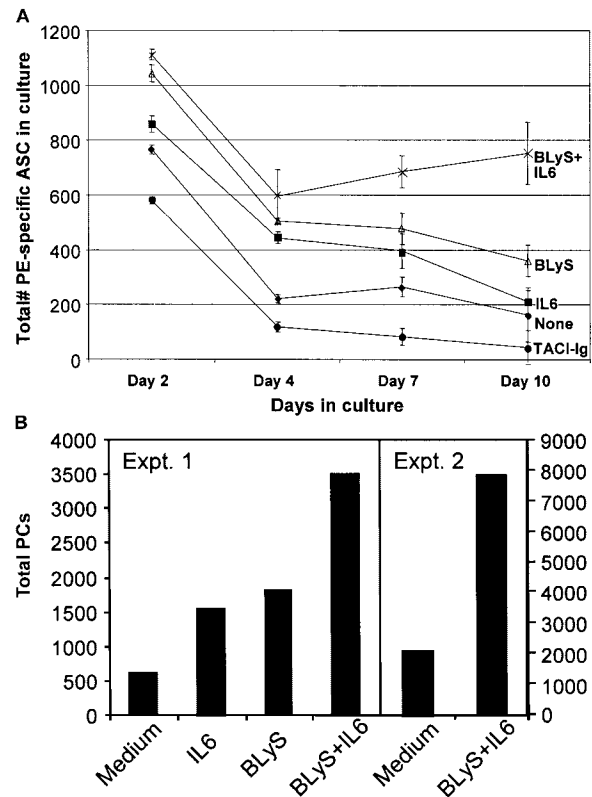 A
Total# PE-specific ASC in culture
1200
1000
800
600
400
200
0
BLyS+
IL6
BLyS
IL6
None
TACI-Ig
Day 2
Day 4
Day 7
Day 10
Days in culture
B
Total PCs
4000
3500
3000
2500
2000
1500
1000
500
0
Expt. 1
Expt. 2
9000
8000
7000
6000
5000
4000
3000
2000
1000
0
Medium
IL6
BLyS
BLyS+IL6
Medium
BLyS+IL6